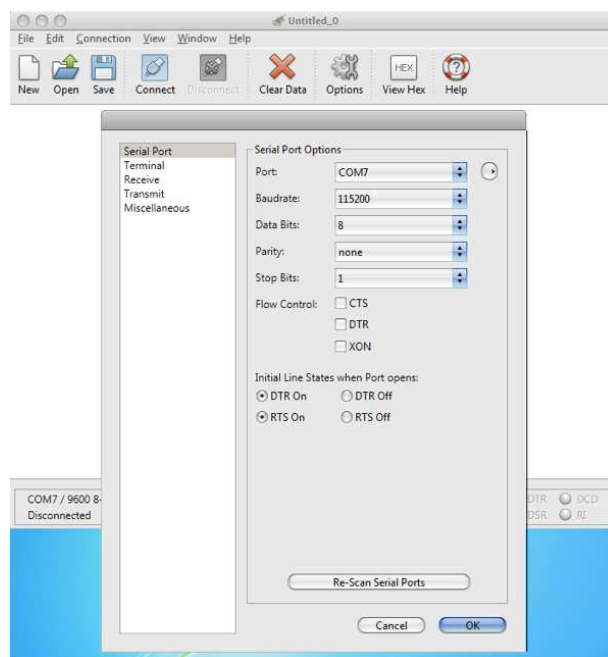 Untitled_0
File Edit Connection View Window Help
HEX
New Open Save Connect Disconnect Clear Data Options View Hex Help
Serial Port
Terminal
Receive
Transmit
Miscellaneous
Serial Port Options
Port: COM7
Baudrate: 115200
Data Bits: 8
Parity: none
Stop Bits: 1
Flow Control: CTS
DTR
XON
Initial Line States when Port opens:
DTR On DTR Off
RTS On RTS Off
COM7 / 9600 8-
Disconnected
DTR DCD
DSR RI
Re-Scan Serial Ports
Cancel OK